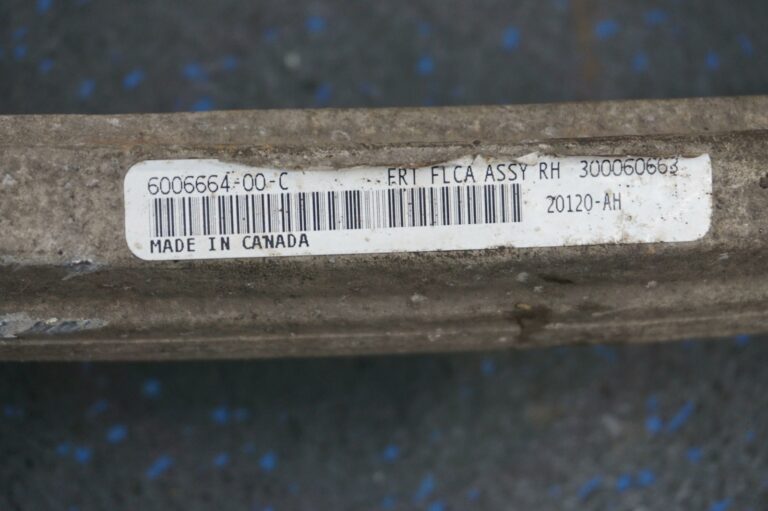 6006664-00-C FRT FLCA ASSY RH 300060663
20120-AH
MADE IN CANADA